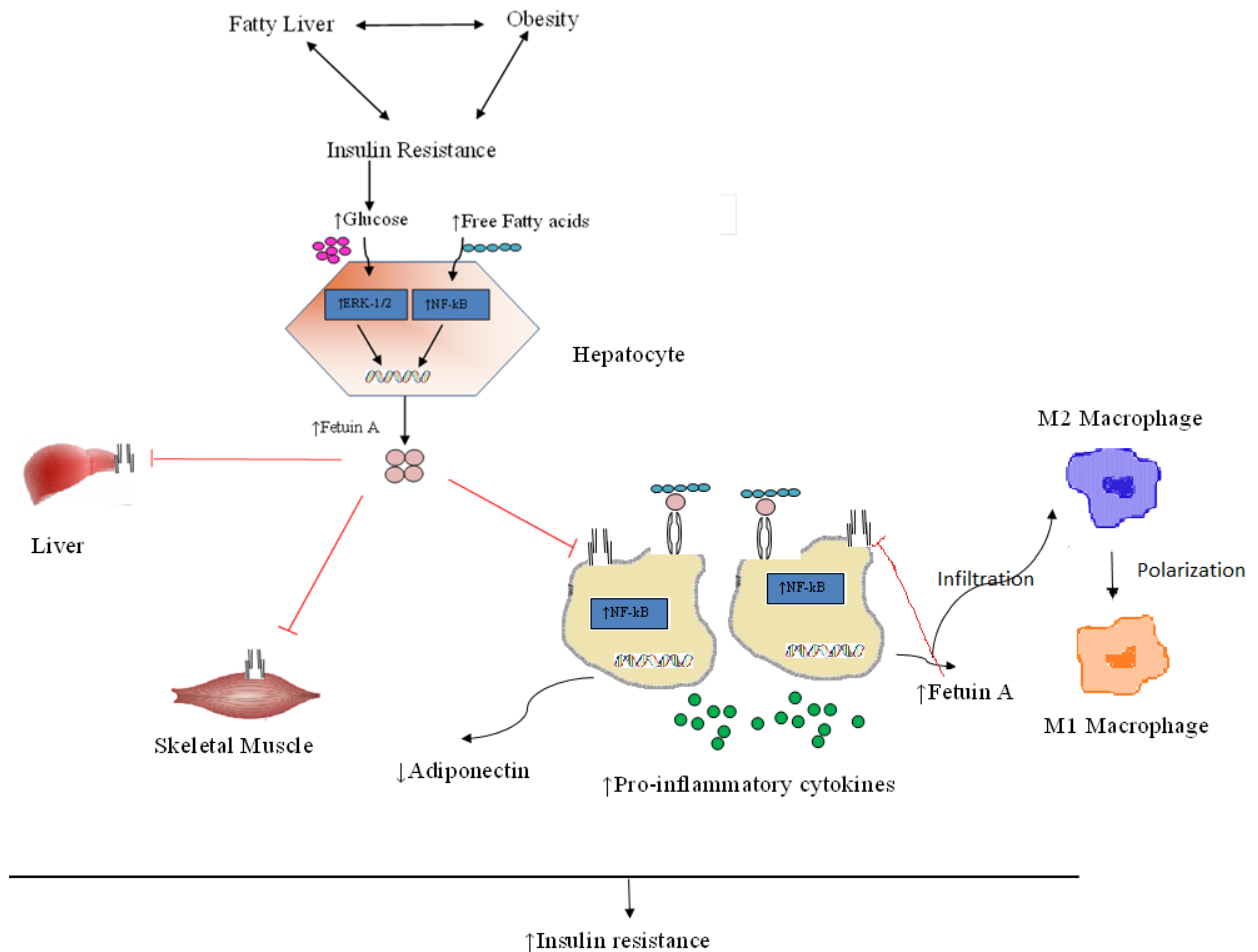 Fatty Liver
Obesity
Insulin Resistance
↑Glucose
↑Free Fatty acids
↑ERK-1/2
↑NF-kB
Hepatocyte
↑Fetuin A
Liver
Skeletal Muscle
↑NF-kB
↑NF-kB
↓Adiponectin
↑Pro-inflammatory cytokines
↑Fetuin A
Infiltration
M2 Macrophage
Polarization
M1 Macrophage
↑Insulin resistance